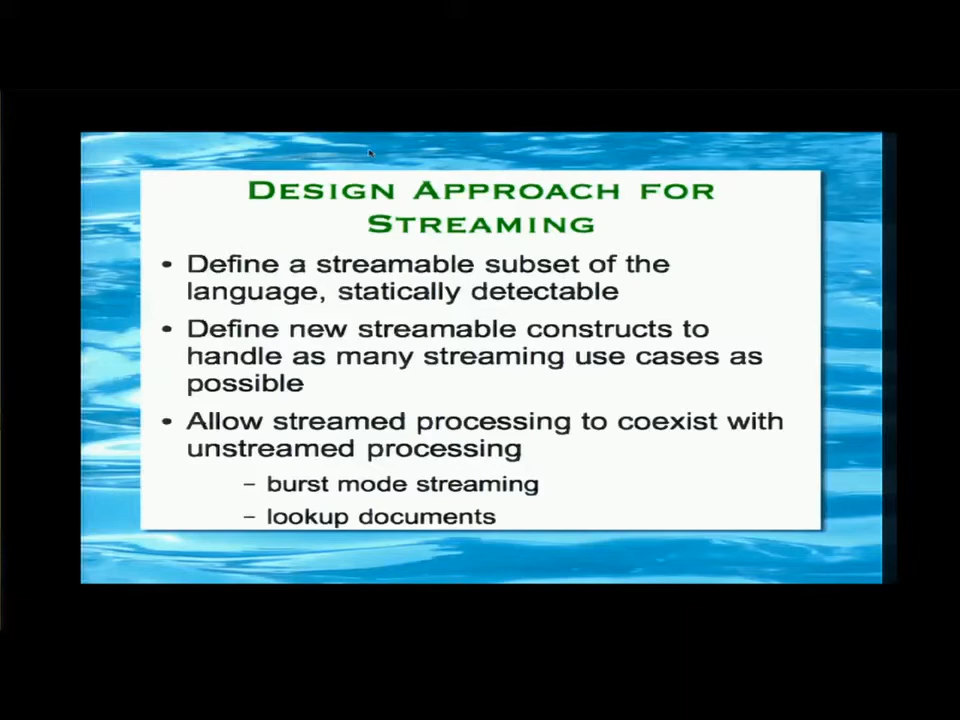 DESIGN APPROACH FOR
STREAMING
• Define a streamable subset of the
language, statically detectable
• Define new streamable constructs to
handle as many streaming use cases as
possible
• Allow streamed processing to coexist with
unstreamed processing
– burst mode streaming
– lookup documents